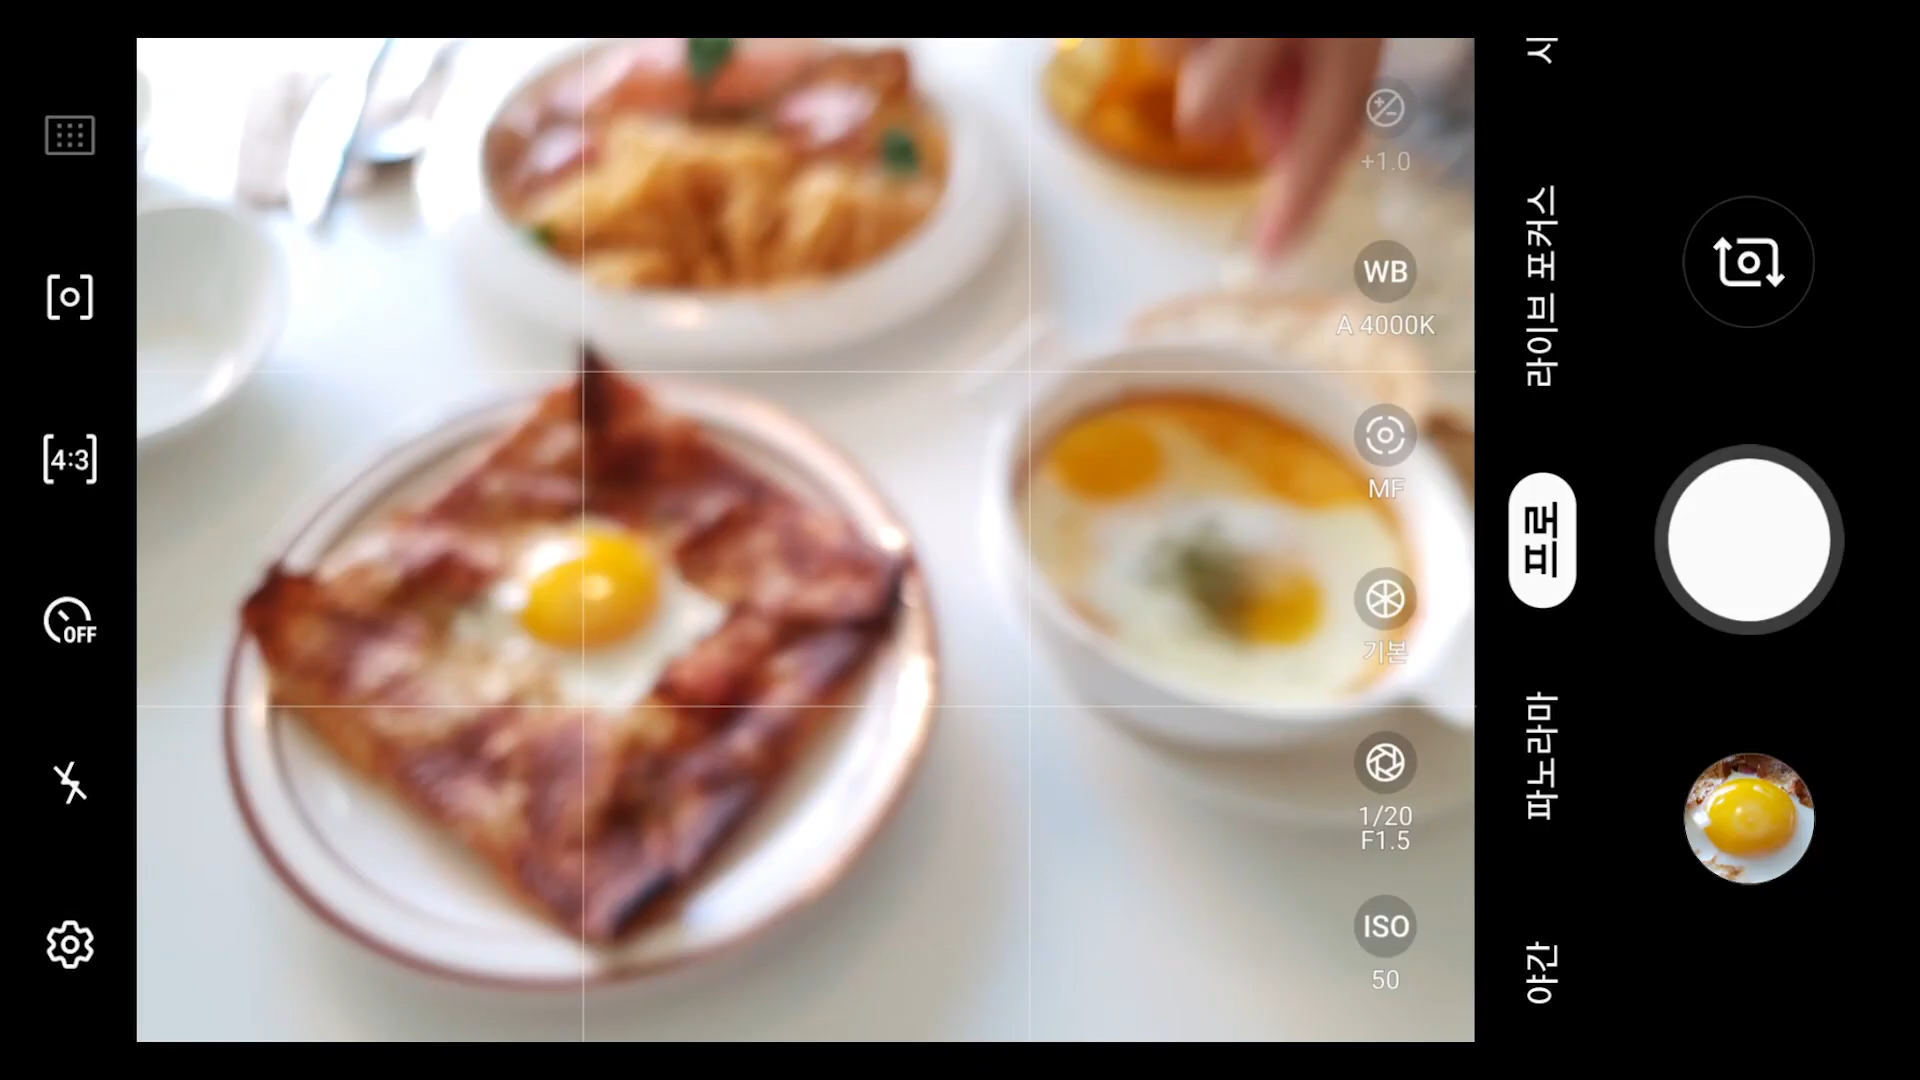 [4:3]
OFF
+1.0
WB
A 4000K
MF
기본
1/20
F1.5
ISO
50
라이브 포커스
프로
파노라마
야간